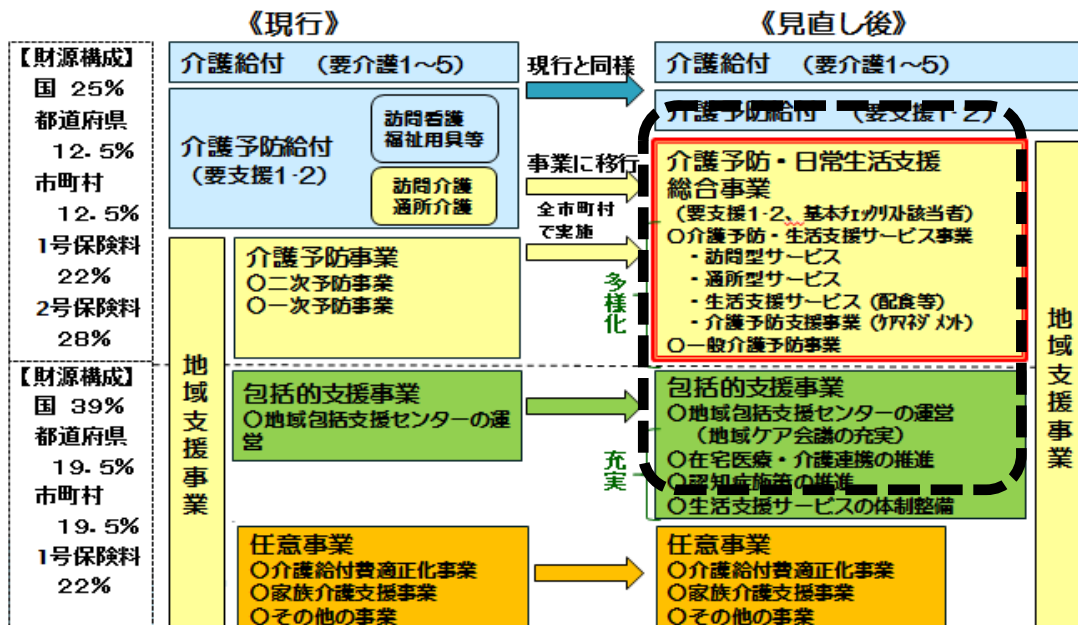 《現行》
《見直し後》
【財源構成】
国 25%
都道府県
12.5%
市町村
12.5%
1号保険料
22%
2号保険料
28%
【財源構成】
国 39%
都道府県
19.5%
市町村
19.5%
1号保険料
22%
介護給付 (要介護1~5)
介護予防給付
(要支援1-2)
訪問看護
福祉用具等
訪問介護
通所介護
地域支援事業
介護予防事業
○二次予防事業
○一次予防事業
包括的支援事業
○地域包括支援センターの運
営
任意事業
○介護給付費適正化事業
○家族介護支援事業
○その他の事業
現行と同様
事業に移行
全市町村
で実施
多様化
充実
介護給付 (要介護1~5)
介護予防給付 (要支援1-2)
介護予防・日常生活支援
総合事業
(要支援1-2、基本チェックリスト該当者)
○介護予防・生活支援サービス事業
・訪問型サービス
・通所型サービス
・生活支援サービス(配食等)
・介護予防支援事業(ケアマネジメント)
○一般介護予防事業
包括的支援事業
○地域包括支援センターの運営
(地域ケア会議の充実)
○在宅医療・介護連携の推進
○認知症施策の推進
○生活支援サービスの体制整備
任意事業
○介護給付費適正化事業
○家族介護支援事業
○その他の事業
地域支援事業